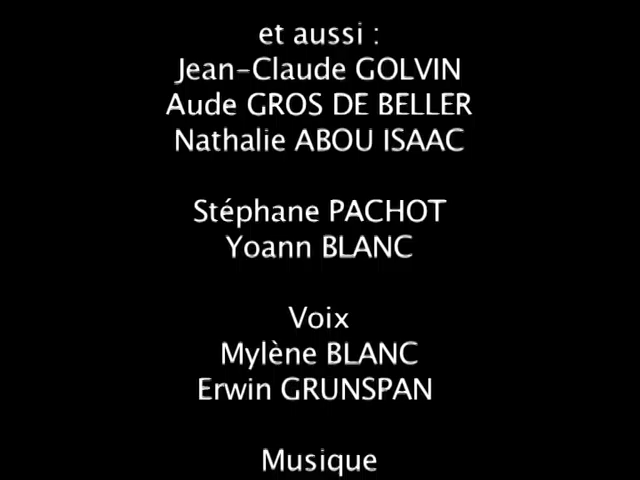 et aussi :
Jean-Claude GOLVIN
Aude GROS DE BELLER
Nathalie ABOU ISAAC
Stéphane PACHOT
Yoann BLANC
Voix
Mylène BLANC
Erwin GRUNSPAN
Musique